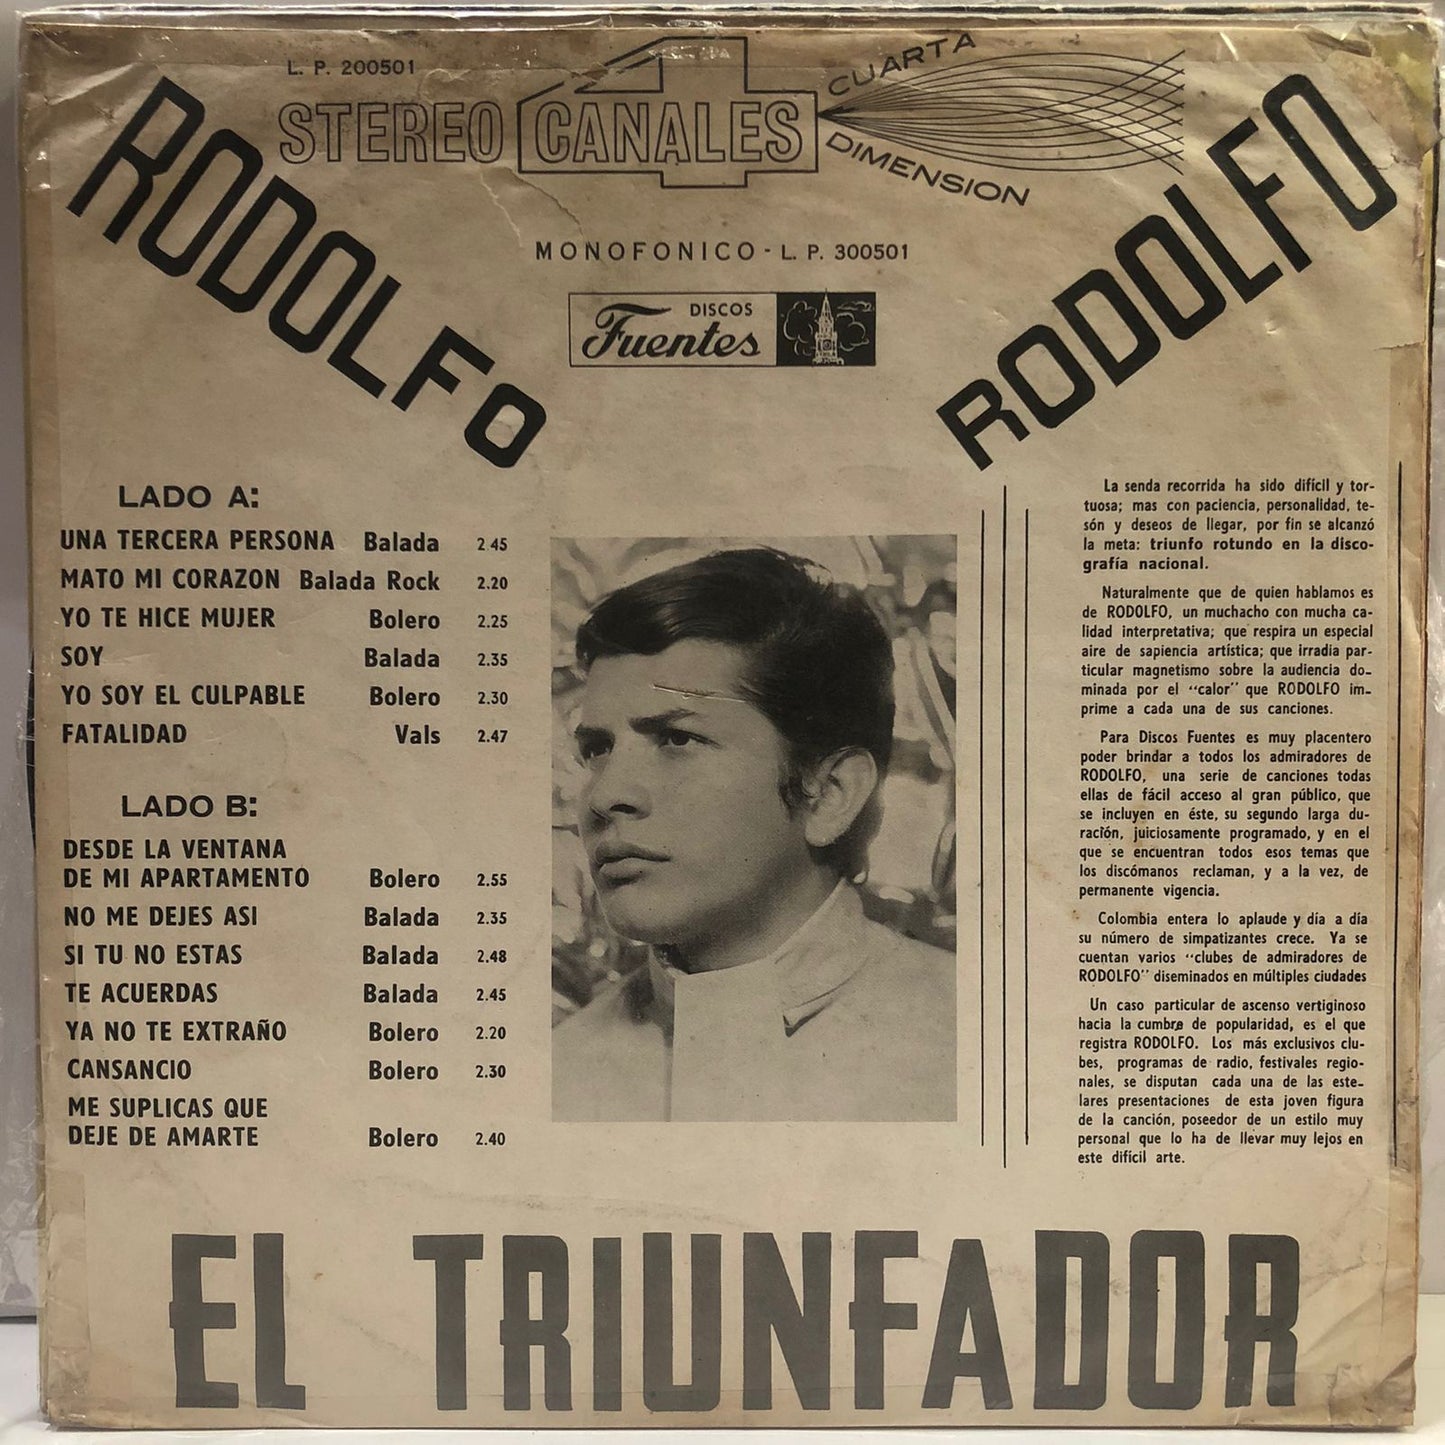 L. P. 200501
STEREO 4 CANALES
CUARTA
DIMENSION
RODOLFO
RODOLFO
MONOFONICO - L. P. 300501
DISCOS
Fuentes
LADO A:
UNA TERCERA PERSONA Balada 2 45
MATO MI CORAZON Balada Rock 2.20
YO TE HICE MUJER Bolero 2.25
SOY Balada 2.35
YO SOY EL CULPABLE Bolero 2.30
FATALIDAD Vals 2.47
LADO B:
DESDE LA VENTANA
DE MI APARTAMENTO Bolero 2.55
NO ME DEJES ASI Balada 2.35
SI TU NO ESTAS Balada 2.48
TE ACUERDAS Balada 2.45
YA NO TE EXTRAÑO Bolero 2.20
CANSANCIO Bolero 2.30
ME SUPLICAS QUE
DEJE DE AMARTE Bolero 2.40
La senda recorrida ha sido difícil y tor-
tuosa; mas con paciencia, personalidad, te-
són y deseos de llegar, por fin se alcanzó
la meta: triunfo rotundo en la disco-
grafía nacional.
Naturalmente que de quien hablamos es
de RODOLFO, un muchacho con mucha ca-
lidad interpretativa; que respira un especial
aire de sapiencia artística; que irradia par-
ticular magnetismo sobre la audiencia do-
minada por el "calor" que RODOLFO im-
prime a cada una de sus canciones.
Para Discos Fuentes es muy placentero
poder brindar a todos los admiradores de
RODOLFO, una serie de canciones todas
ellas de fácil acceso al gran público, que
se incluyen en éste, su segundo larga du-
ración, juiciosamente programado, y en el
que se encuentran todos esos temas que
los discómanos reclaman, y a la vez, de
permanente vigencia.
Colombia entera lo aplaude y día a día
su número de simpatizantes crece. Ya se
cuentan varios "clubes de admiradores de
RODOLFO" diseminados en múltiples ciudades
Un caso particular de ascenso vertiginoso
hacia la cumbre de popularidad, es el que
registra RODOLFO. Los más exclusivos clu-
bes, programas de radio, festivales regio-
nales, se disputan cada una de las este-
lares presentaciones de esta joven figura
de la canción, poseedor de un estilo muy
personal que lo ha de llevar muy lejos en
este difícil arte.
EL TRIUNFADOR